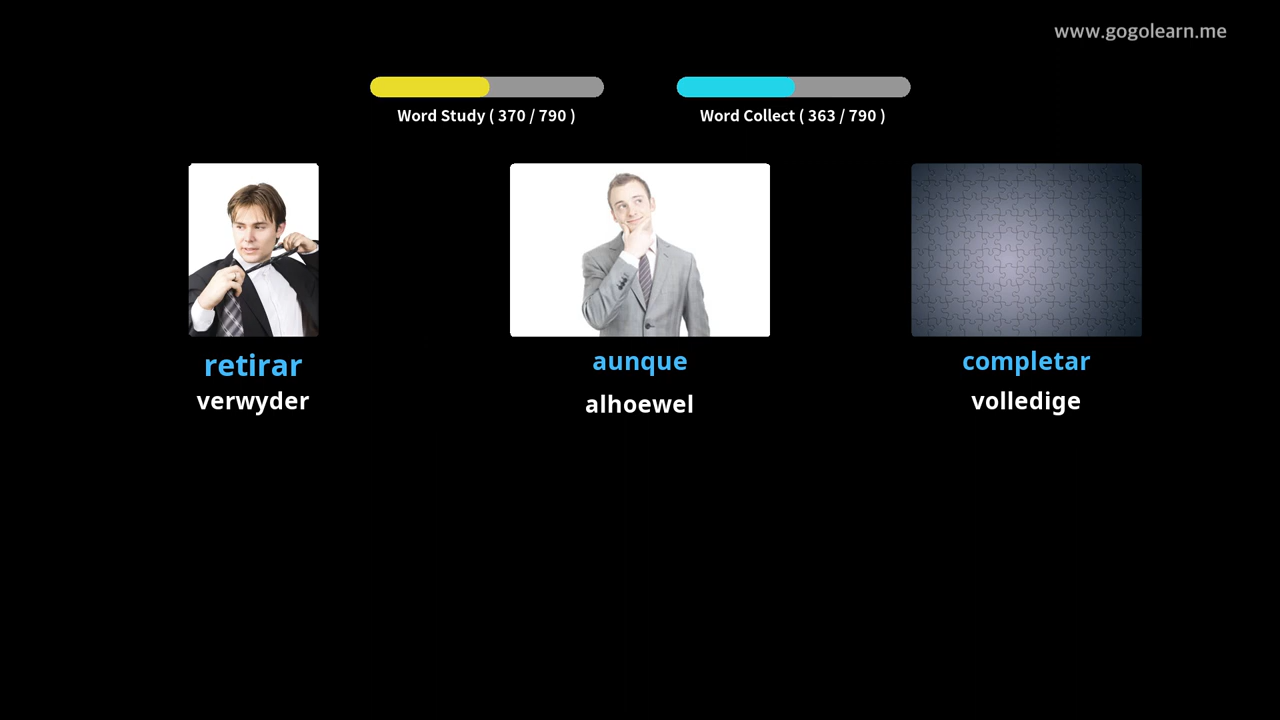 www.gogolearn.me
Word Study ( 370 / 790 )
Word Collect ( 363 / 790 )
retirar
verwyder
aunque
alhoewel
completar
volledige